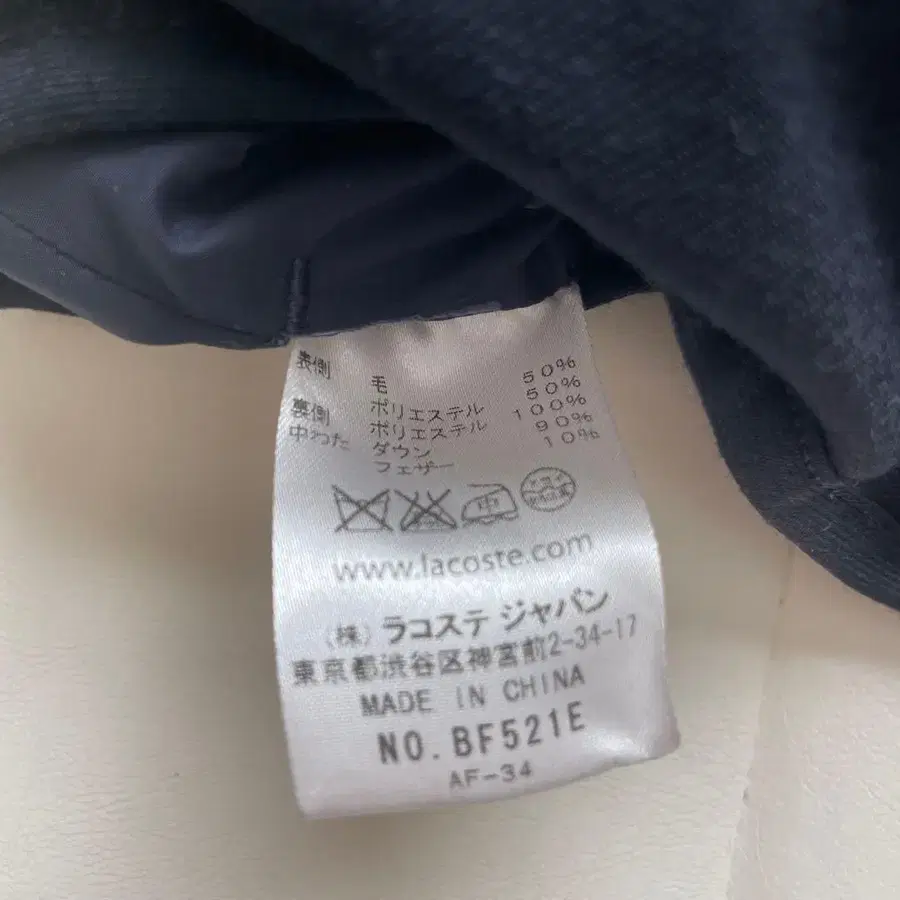 表側 毛 50%
ポリエステル 50%
裏側 ポリエステル 100%
中わた ダウン 90%
フェザー 10%
中
www.lacoste.com
(株) ラコステ ジャパン
東京都渋谷区神宮前2-34-17
MADE IN CHINA
NO. BF521E
AF-34